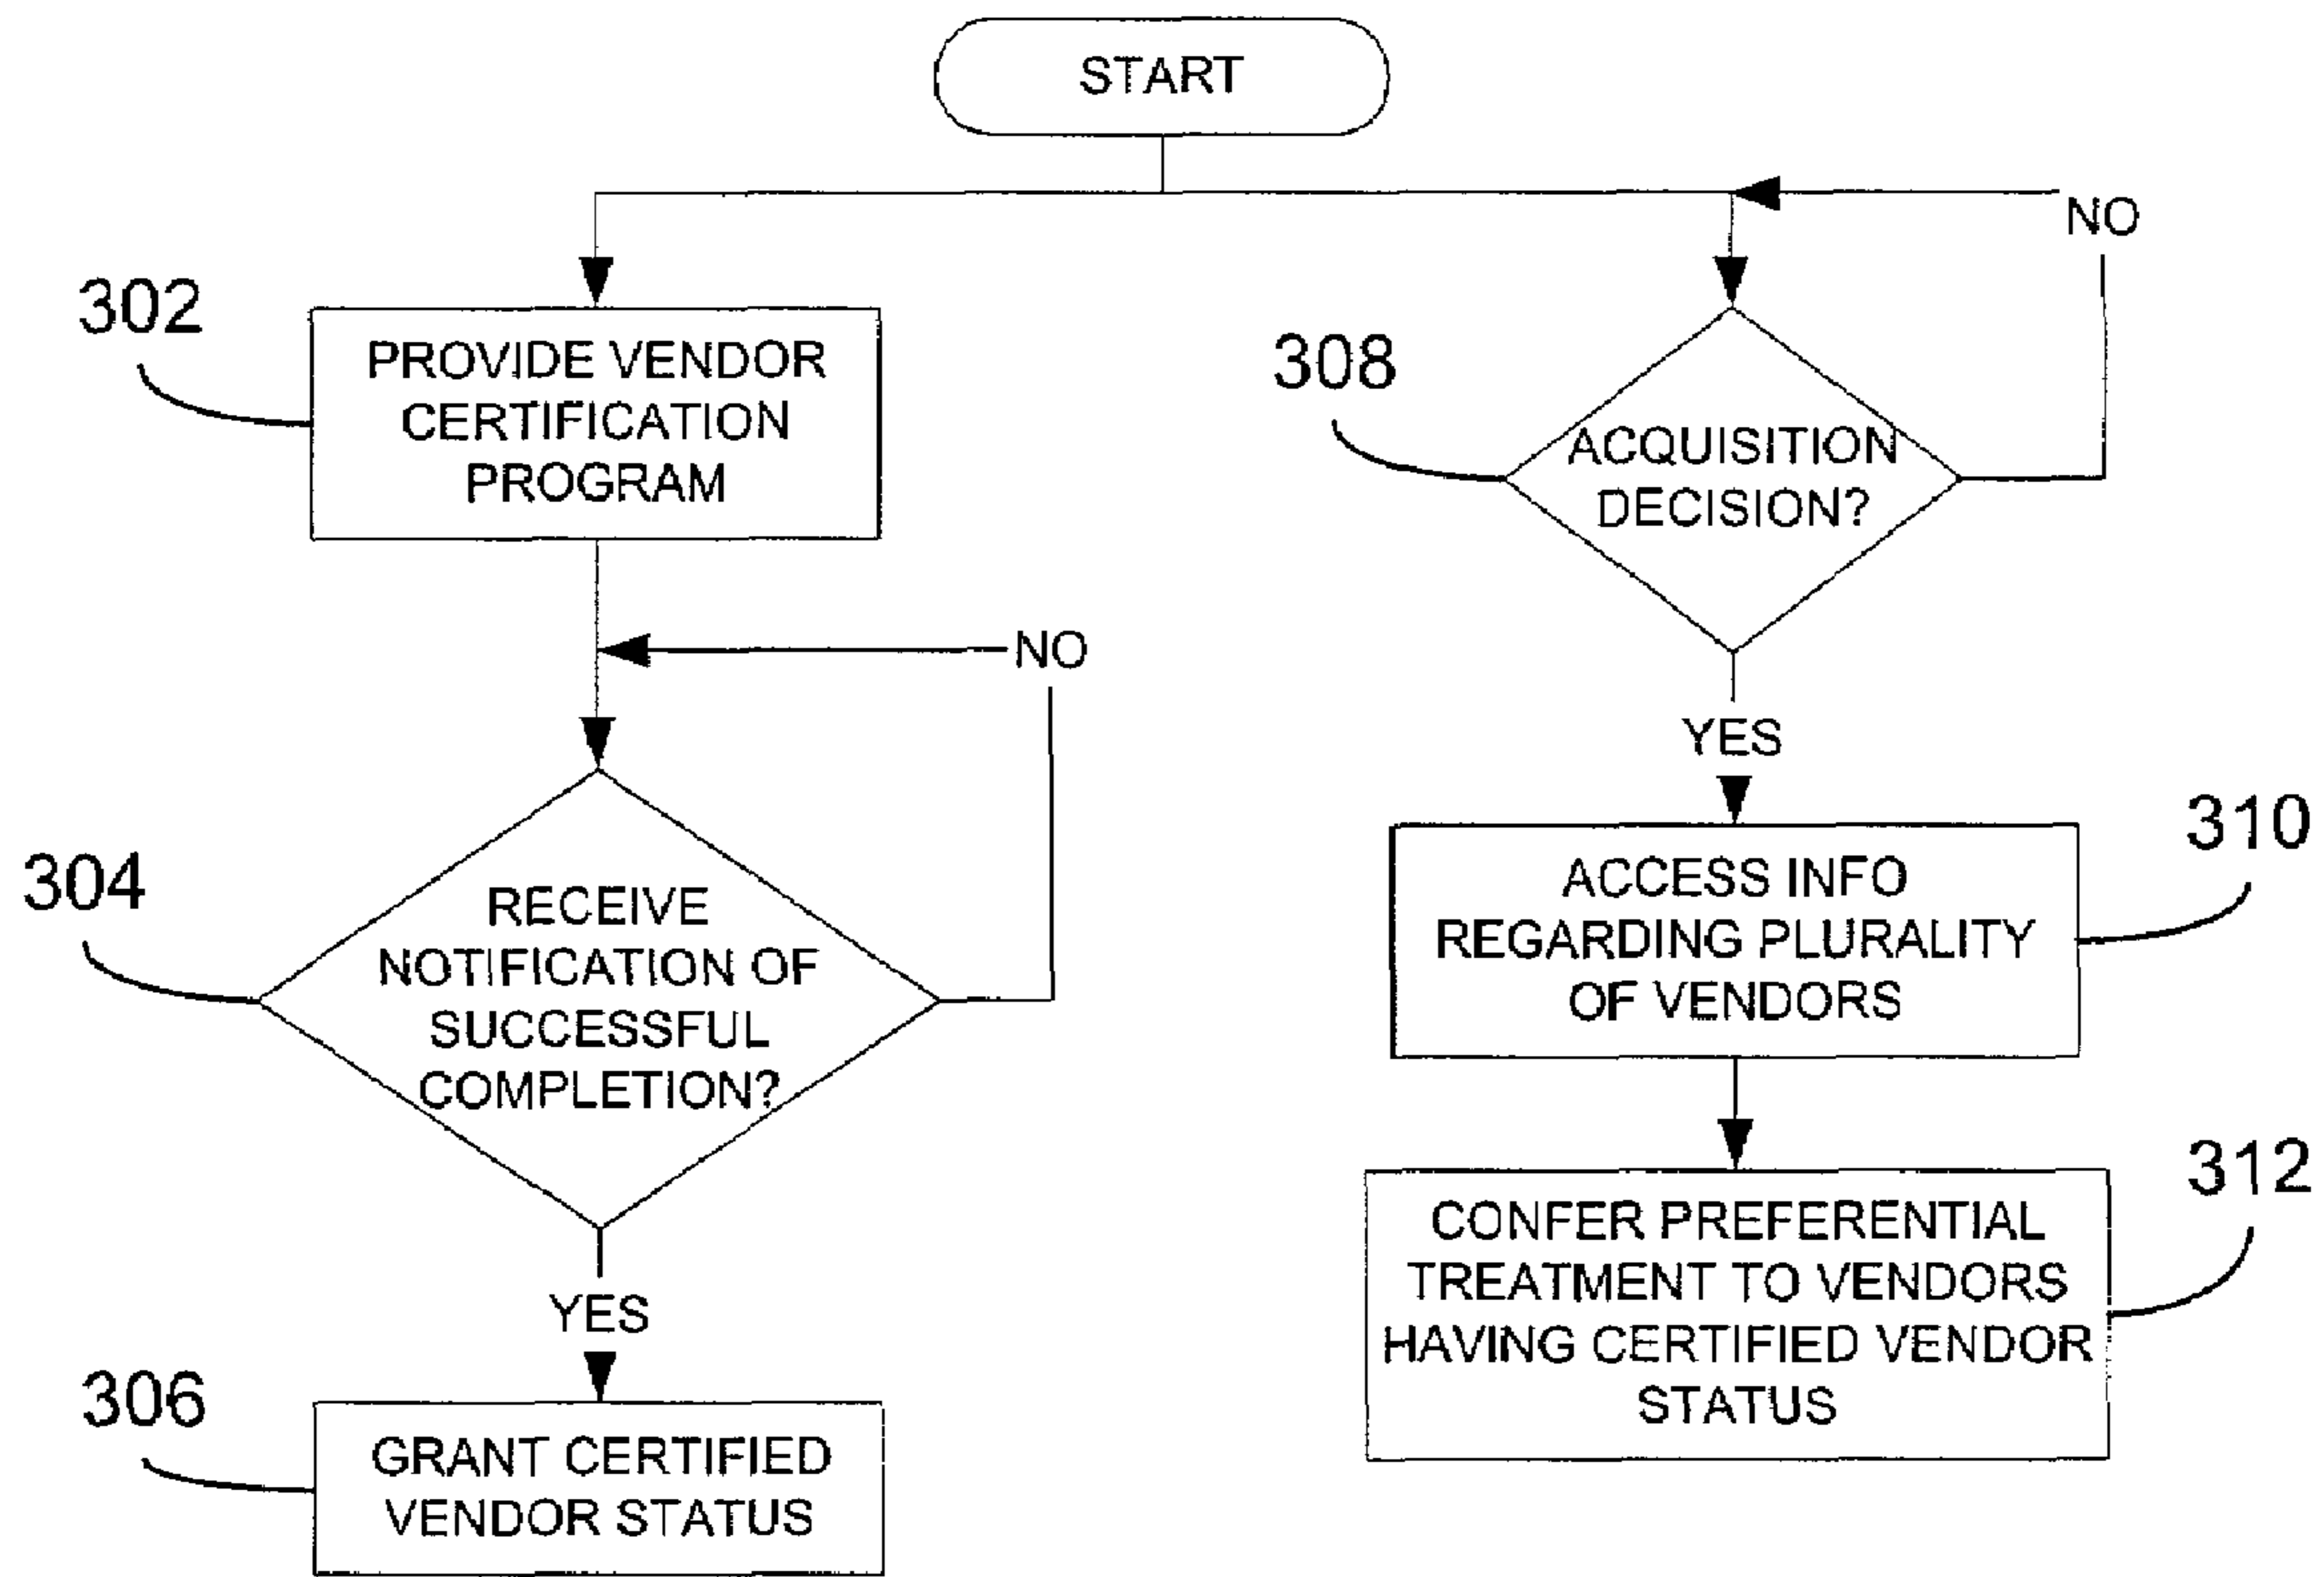 START
NO
302
PROVIDE VENDOR
CERTIFICATION
PROGRAM
308
ACQUISITION
DECISION?
NO
YES
304
RECEIVE
NOTIFICATION OF
SUCCESSFUL
COMPLETION?
310
ACCESS INFO
REGARDING PLURALITY
OF VENDORS
312
CONFER PREFERENTIAL
TREATMENT TO VENDORS
HAVING CERTIFIED VENDOR
STATUS
YES
306
GRANT CERTIFIED
VENDOR STATUS